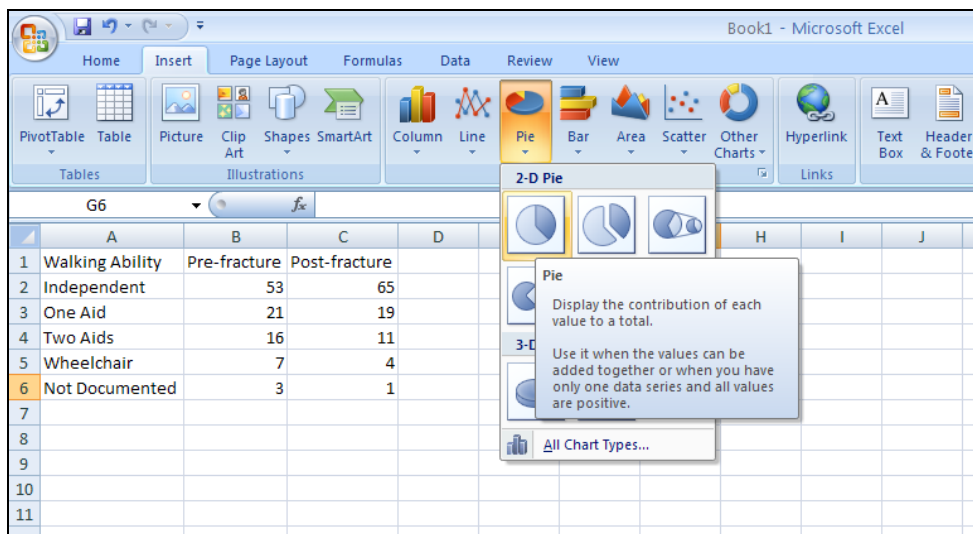 Book1 - Microsoft Excel
Home Insert Page Layout Formulas Data Review View
PivotTable Table Picture Clip Art Shapes SmartArt Column Line Pie Bar Area Scatter Other Charts Hyperlink Text Box Header & Foote
Tables Illustrations Links
2-D Pie
G6 fx
A B C D H I J
1 Walking Ability Pre-fracture Post-fracture
2 Independent 53 65
3 One Aid 21 19
4 Two Aids 16 11
5 Wheelchair 7 4
6 Not Documented 3 1
7
8
9
10
11
Pie
Display the contribution of each
value to a total.
Use it when the values can be
added together or when you have
only one data series and all values
are positive.
3-D
All Chart Types...